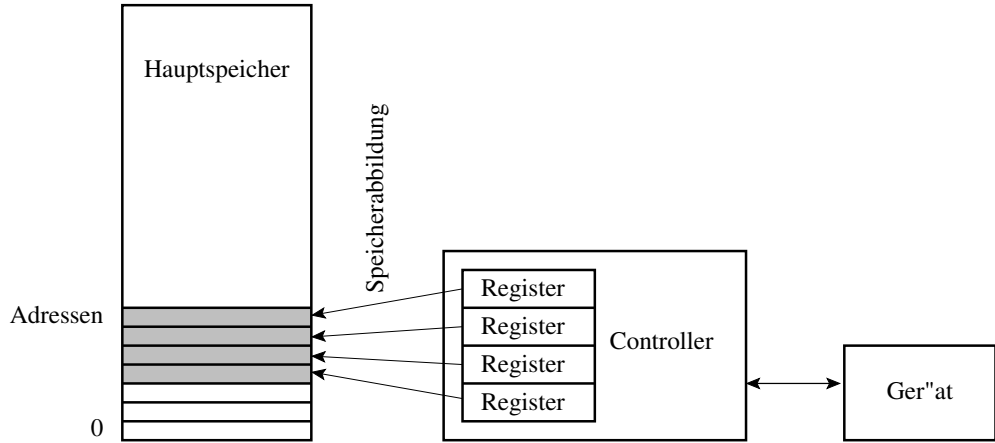 Hauptspeicher
Speicherabbildung
Adressen
0
Register
Register
Register
Register
Controller
Ger"at